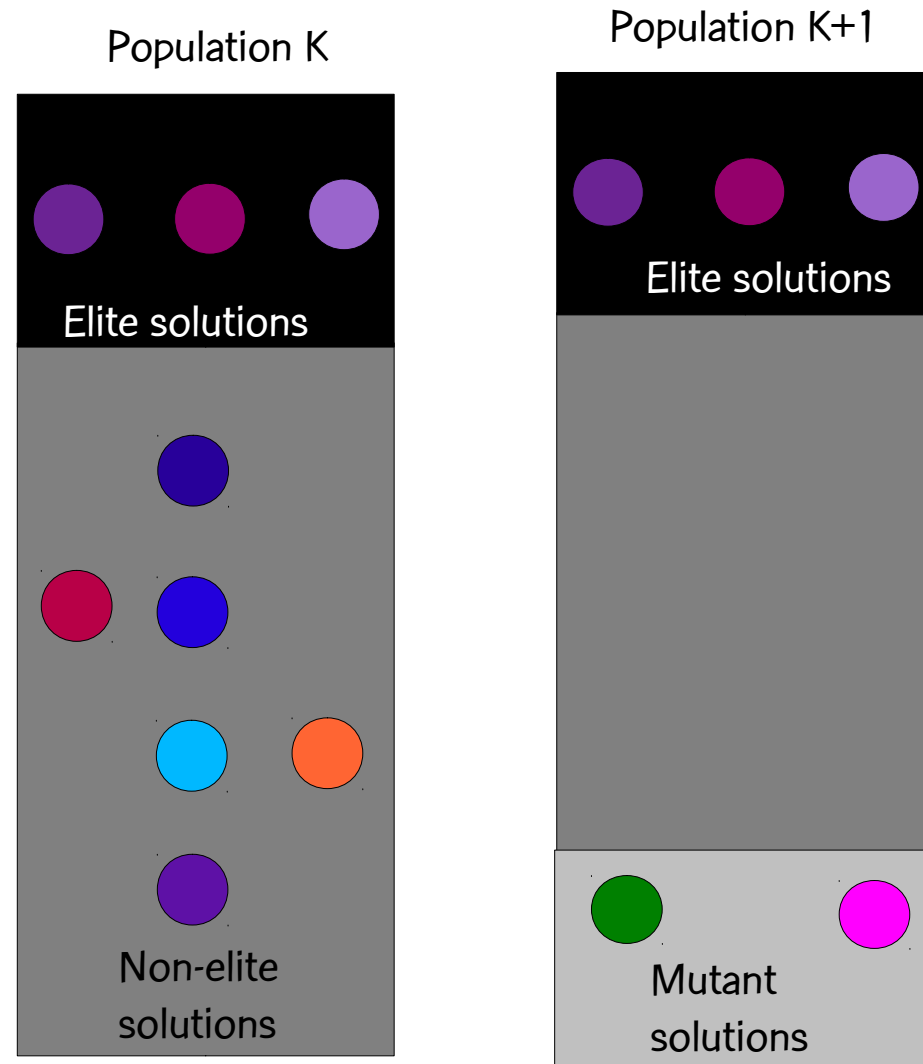 Population K
Elite solutions
Non-elite
solutions
Population K+1
Elite solutions
Mutant
solutions